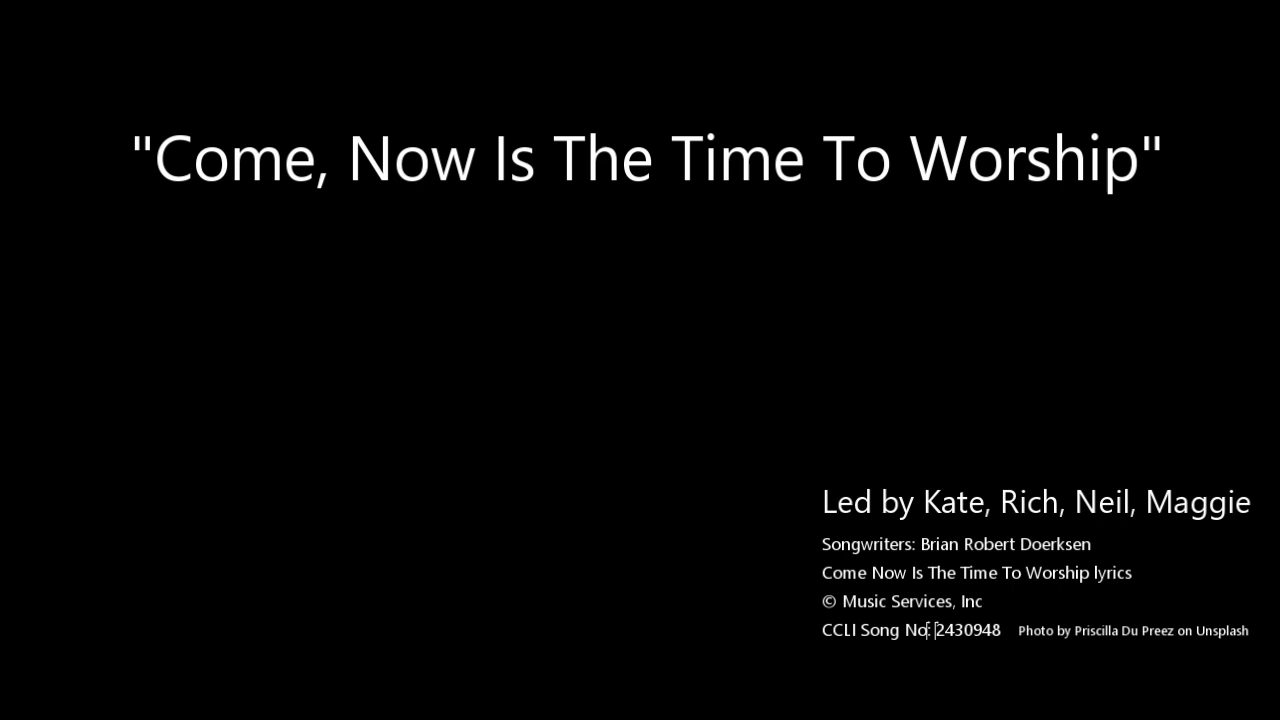 "Come, Now Is The Time To Worship"
Led by Kate, Rich, Neil, Maggie
Songwriters: Brian Robert Doerksen
Come Now Is The Time To Worship lyrics
© Music Services, Inc
CCLI Song No: 2430948 Photo by Priscilla Du Preez on Unsplash